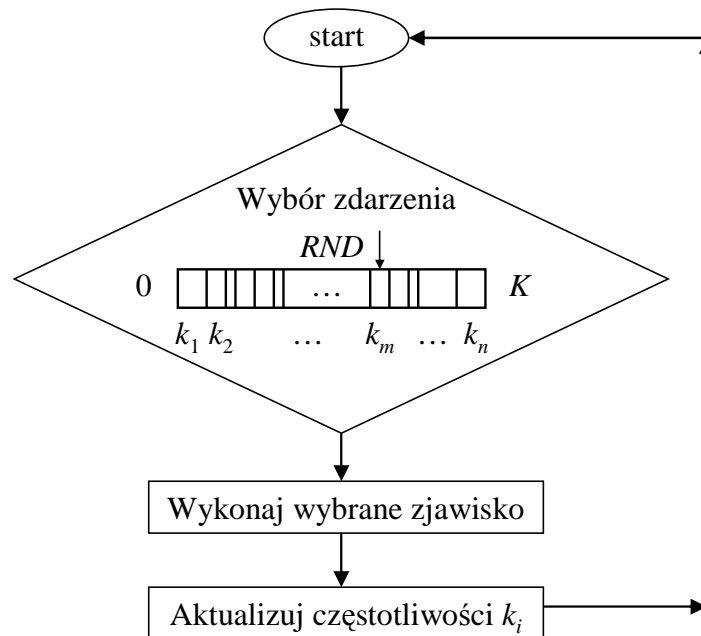 start
Wybór zdarzenia
RND
0 … K
k₁ k₂ … kₘ … kₙ
Wykonaj wybrane zjawisko
Aktualizuj częstotliwości kᵢ